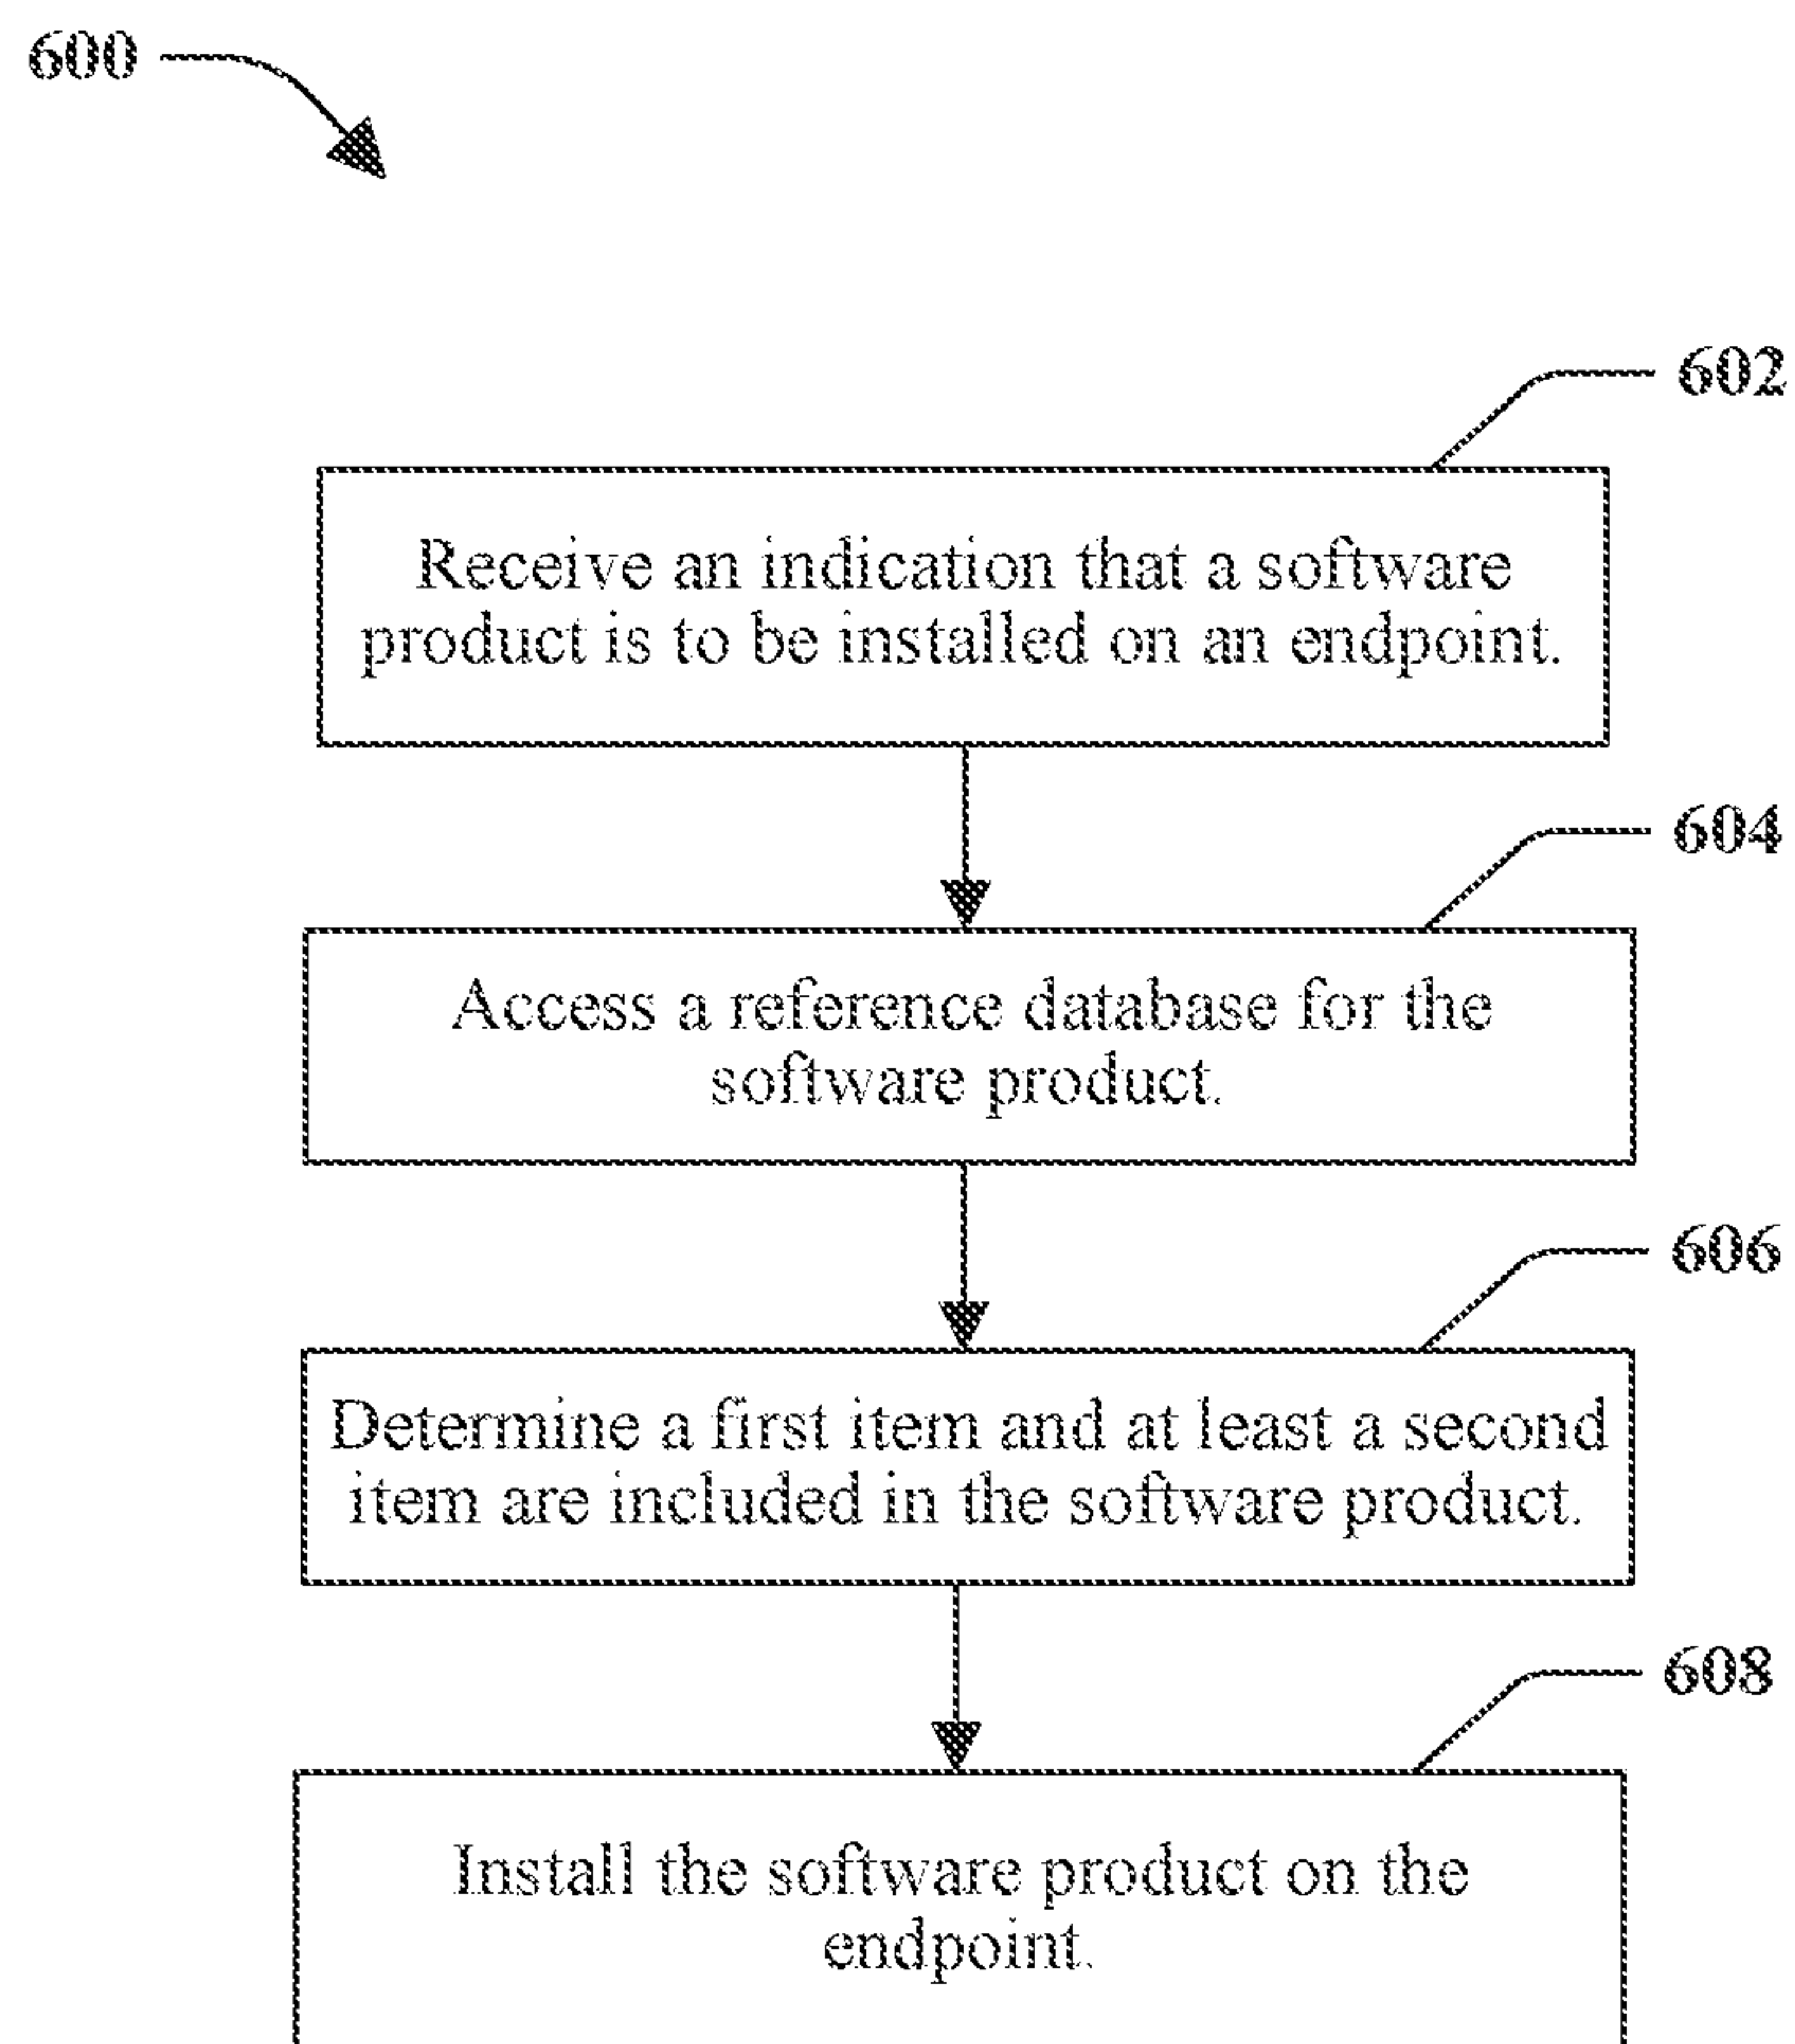 600
602
Receive an indication that a software
product is to be installed on an endpoint.
604
Access a reference database for the
software product.
606
Determine a first item and at least a second
item are included in the software product.
608
Install the software product on the
endpoint.